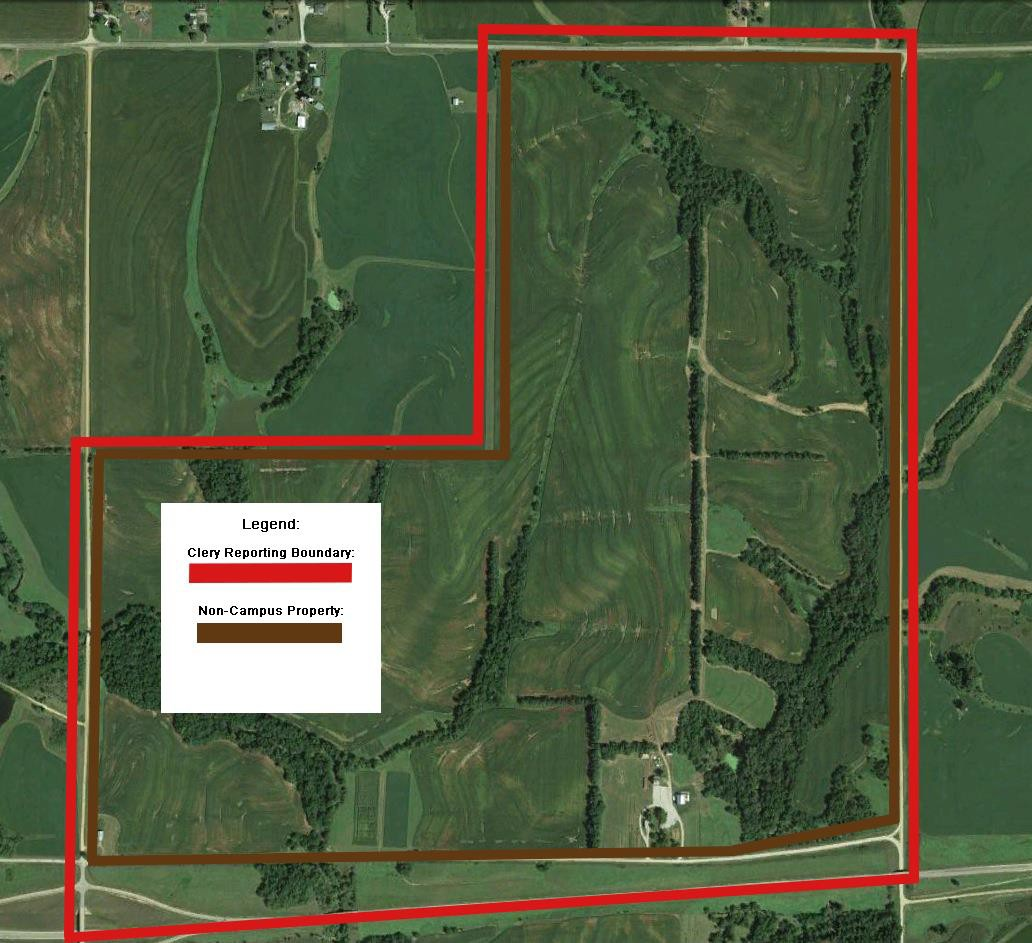 Legend:
Clery Reporting Boundary:
Non-Campus Property: